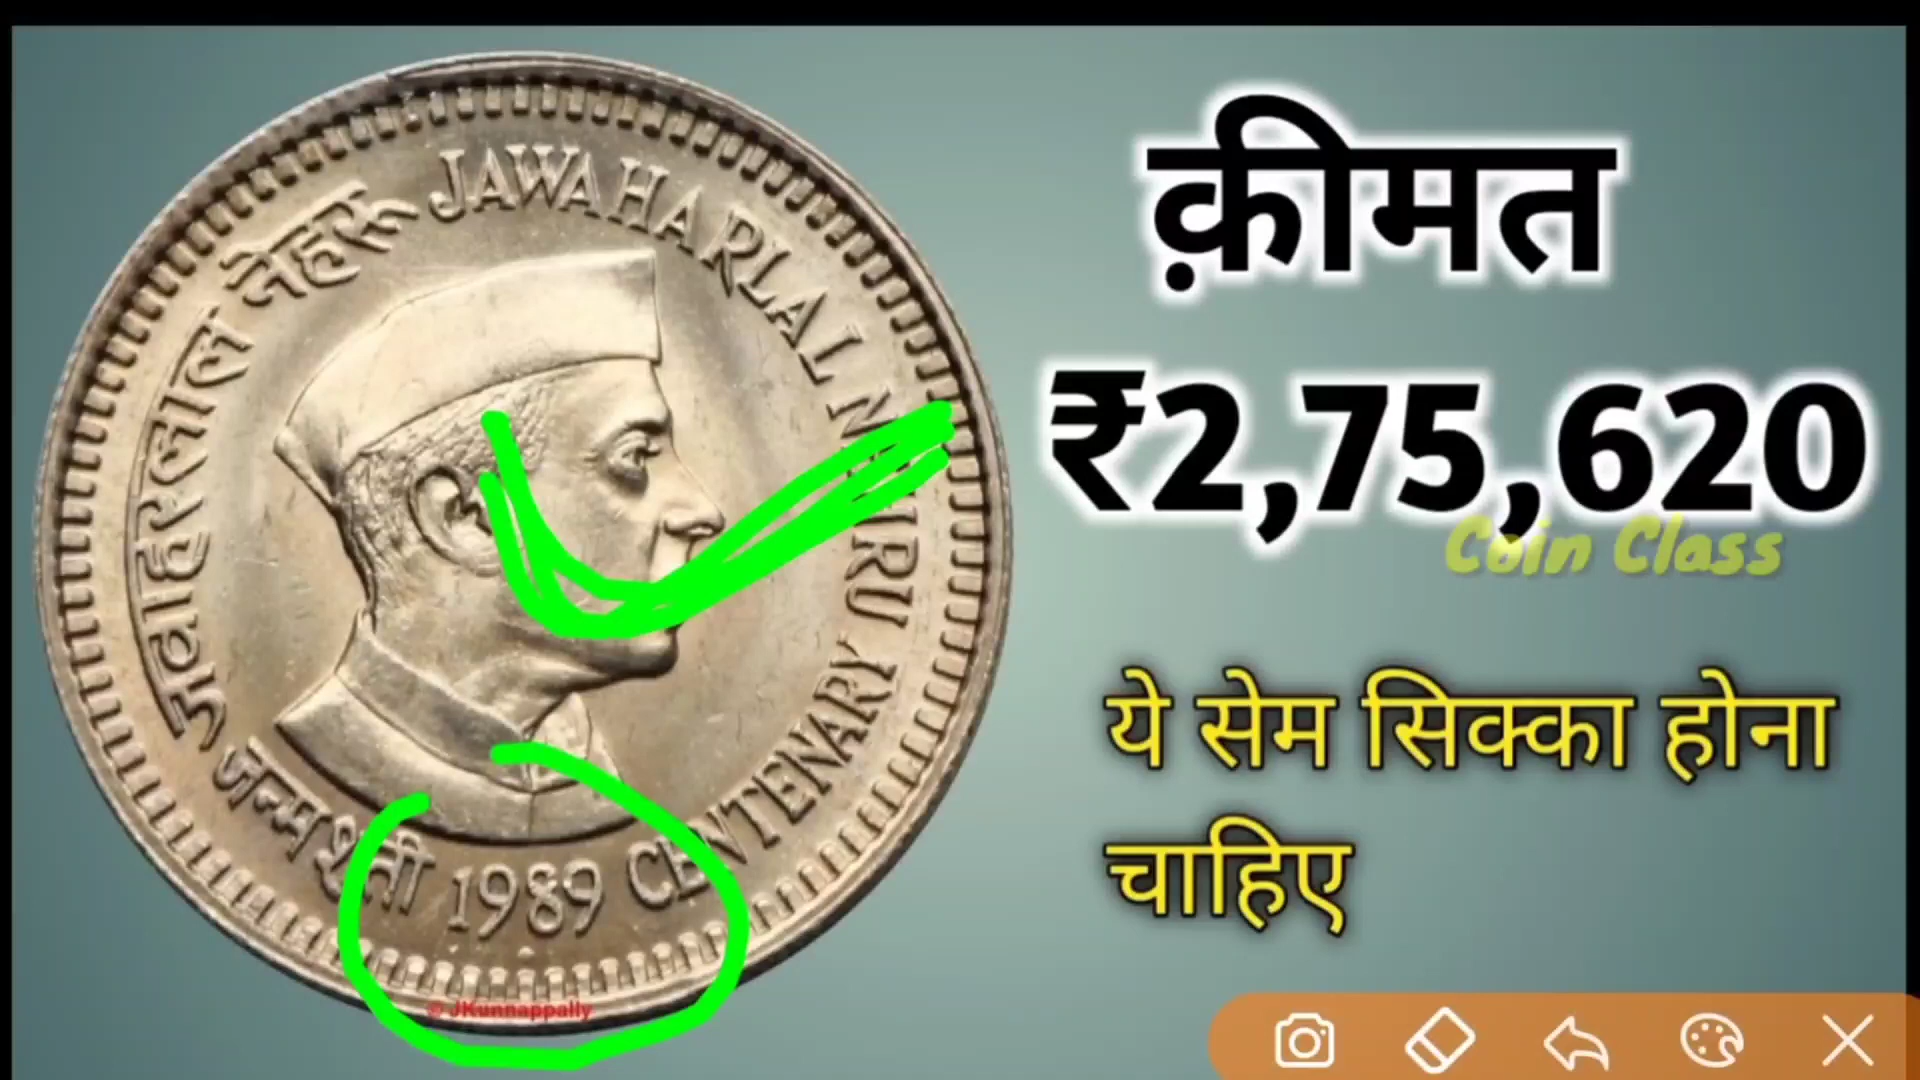 जवाहरलाल नेहरू JAWAHARLAL NEHRU
जन्म शती 1989 CENTENARY
© JKunnappally
क़ीमत
₹2,75,620
Coin Class
ये सेम सिक्का होना
चाहिए